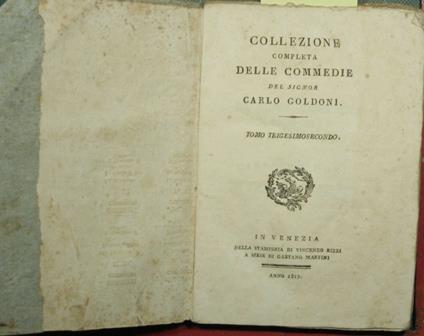 COLLEZIONE
COMPLETA
DELLE COMMEDIE
DEL SIGNOR
CARLO GOLDONI.
TOMO TRIGESIMOSECONDO.
IN VENEZIA
DELLA STAMPERIA DI VINCENZO RIZZI
A SPESE DI GAETANO MARTINI
ANNO